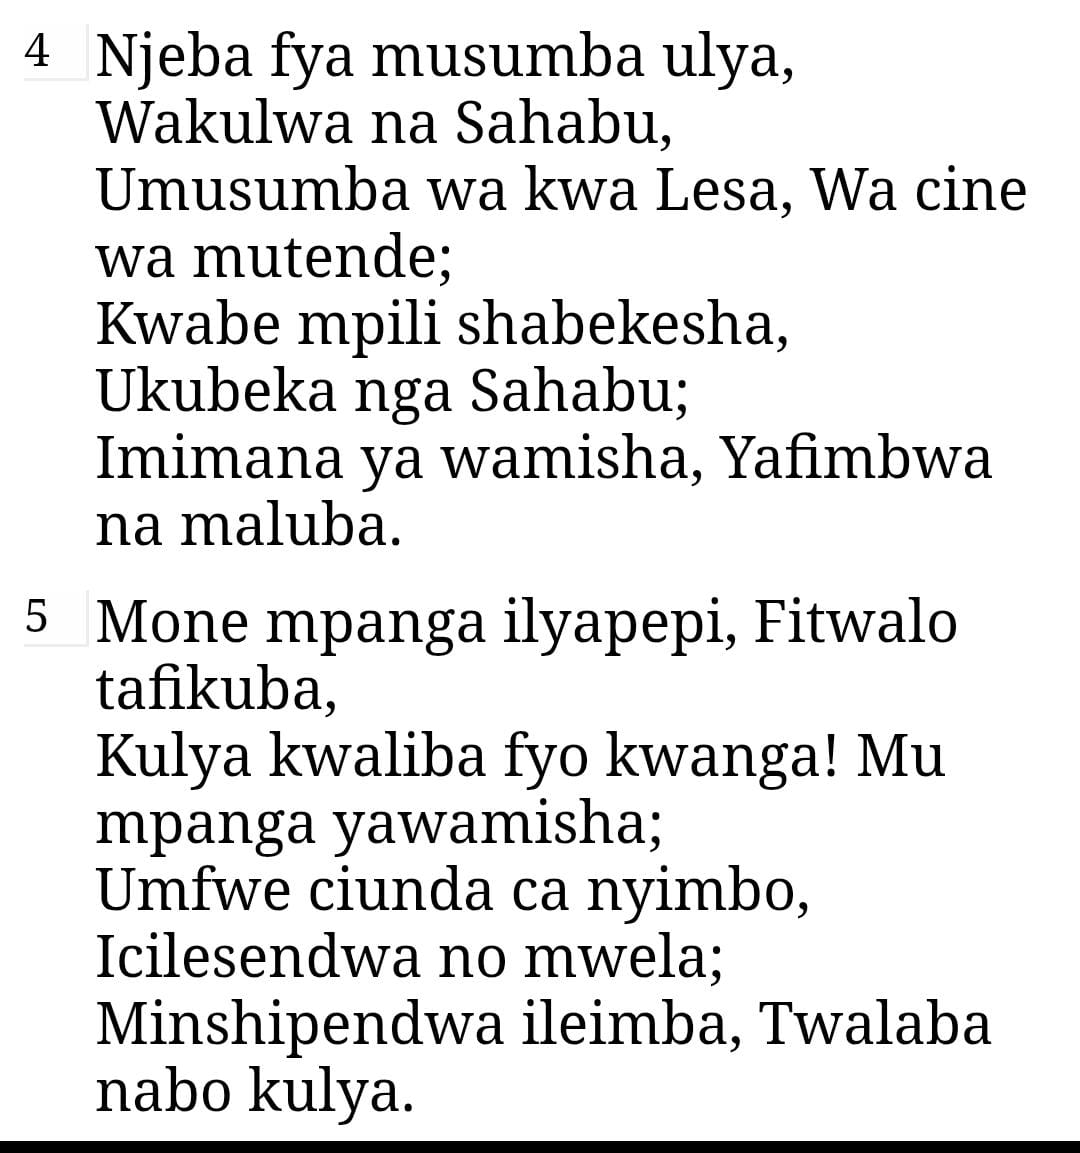 4 Njeba fya musumba ulya,
Wakulwa na Sahabu,
Umusumba wa kwa Lesa, Wa cine
wa mutende;
Kwabe mpili shabekesha,
Ukubeka nga Sahabu;
Imimana ya wamisha, Yafimbwa
na maluba.
5 Mone mpanga ilyapepi, Fitwalo
tafikuba,
Kulya kwaliba fyo kwanga! Mu
mpanga yawamisha;
Umfwe ciunda ca nyimbo,
Icilesendwa no mwela;
Minshipendwa ileimba, Twalaba
nabo kulya.